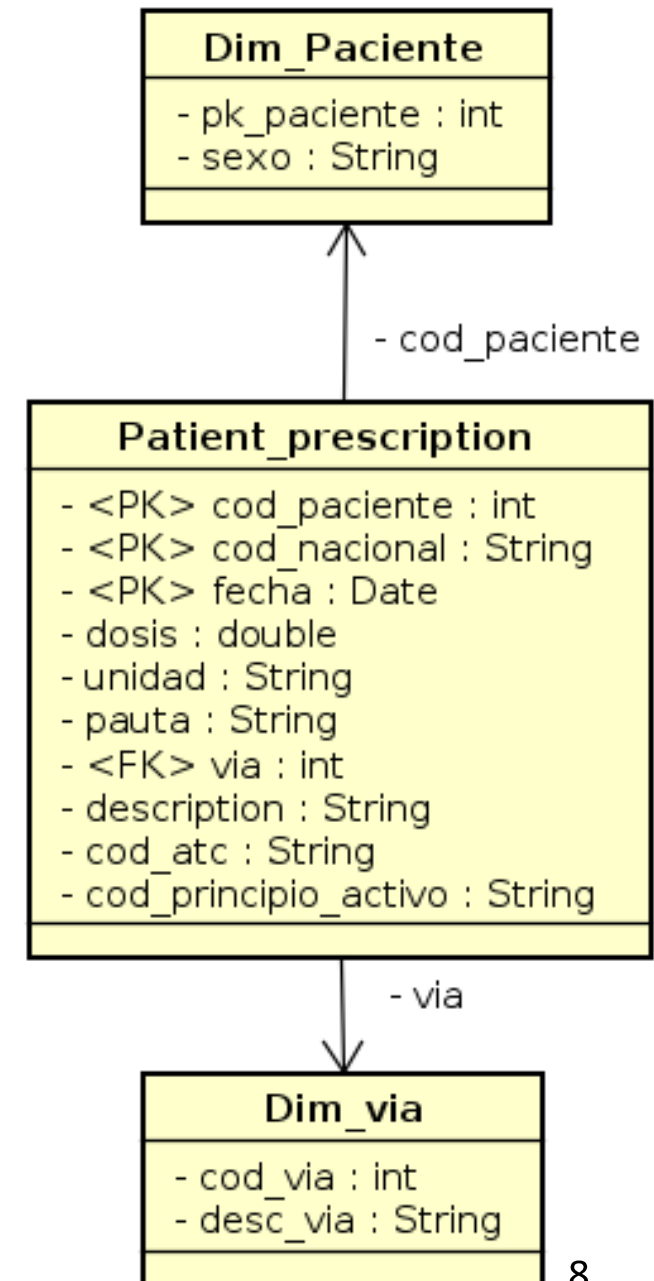 Dim_Paciente
- pk_paciente : int
- sexo : String
- cod_paciente
Patient_prescription
- <PK> cod_paciente : int
- <PK> cod_nacional : String
- <PK> fecha : Date
- dosis : double
- unidad : String
- pauta : String
- <FK> via : int
- description : String
- cod_atc : String
- cod_principio_activo : String
- via
Dim_via
- cod_via : int
- desc_via : String
8